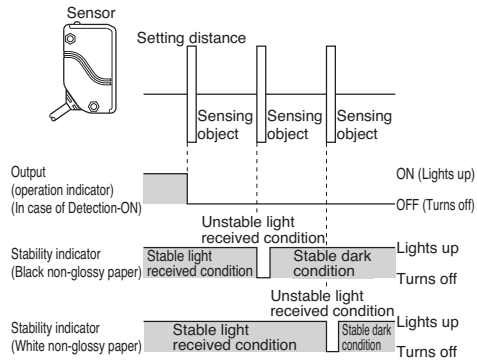 Sensor
Setting distance
Sensing object
Sensing object
Sensing object
Output
(operation indicator)
(In case of Detection-ON)
ON (Lights up)
OFF (Turns off)
Unstable light
received condition
Stability indicator
(Black non-glossy paper)
Stable light
received condition
Stable dark
condition
Lights up
Turns off
Unstable light
received condition
Stability indicator
(White non-glossy paper)
Stable light
received condition
Stable dark
condition
Lights up
Turns off